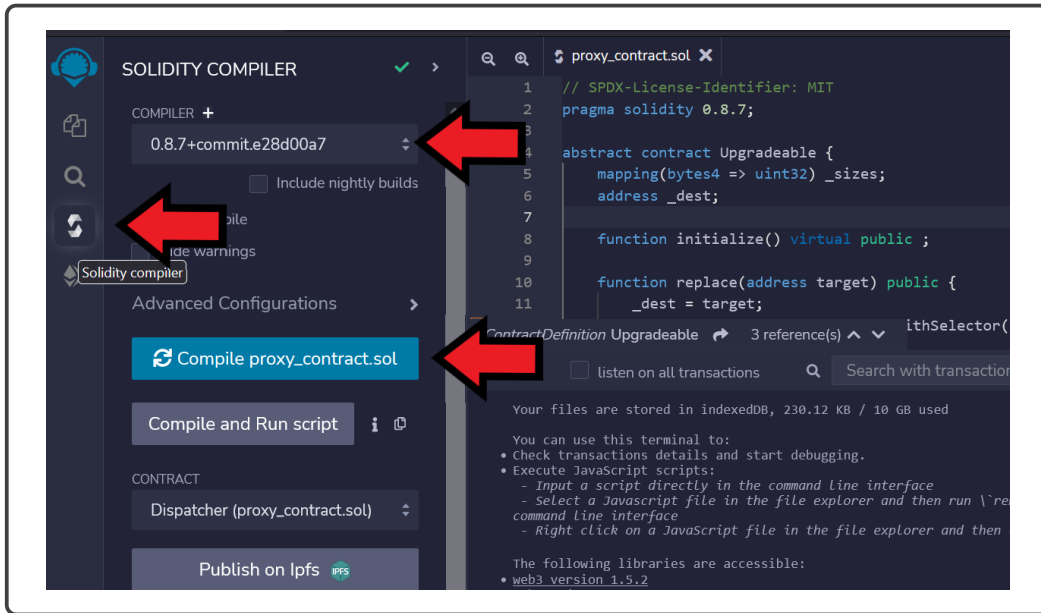 SOLIDITY COMPILER
COMPILER +
0.8.7+commit.e28d00a7
Include nightly builds
warnings
Solidity compiler
Advanced Configurations
Compile proxy_contract.sol
Compile and Run script
CONTRACT
Dispatcher (proxy_contract.sol)
Publish on Ipfs IPFS
proxy_contract.sol
1 // SPDX-License-Identifier: MIT
2 pragma solidity 0.8.7;
3
4 abstract contract Upgradeable {
5 mapping(bytes4 => uint32) _sizes;
6 address _dest;
7
8 function initialize() virtual public ;
9
10 function replace(address target) public {
11 _dest = target;
ContractDefinition Upgradeable 3 reference(s)
listen on all transactions
Search with transaction
Your files are stored in indexedDB, 230.12 KB / 10 GB used
You can use this terminal to:
• Check transactions details and start debugging.
• Execute JavaScript scripts:
- Input a script directly in the command line interface
- Select a Javascript file in the file explorer and then run \`
command line interface
- Right click on a JavaScript file in the file explorer and then
The following libraries are accessible:
• web3 version 1.5.2